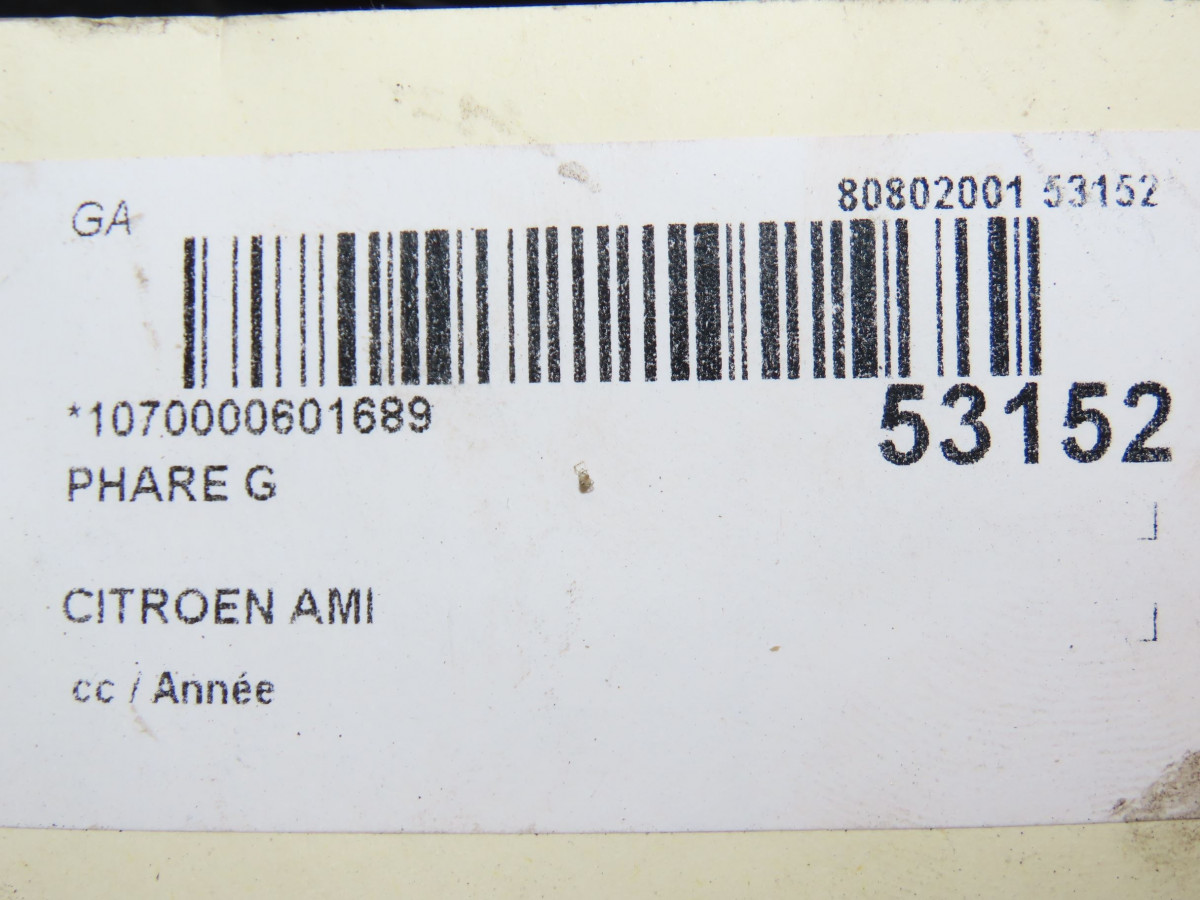 GA
80802001 53152
*1070000601689
53152
PHARE G
CITROEN AMI
cc / Année